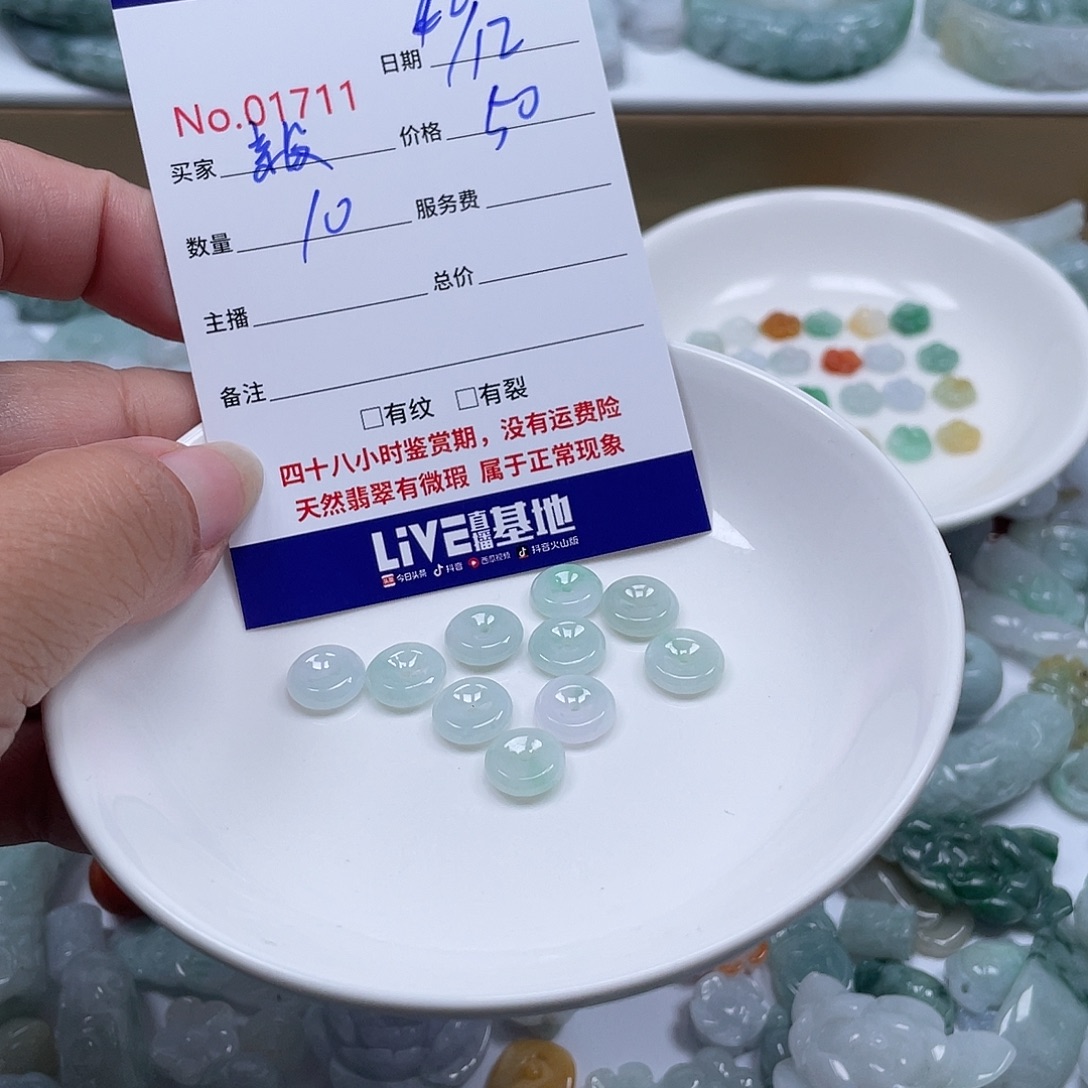 日期 /12
No.01711
买家 价格 50
数量 10 服务费
主播 总价
备注
□有纹 □有裂
四十八小时鉴赏期，没有运费险
天然翡翠有微瑕 属于正常现象
LiVE直播基地
头条 今日头条 抖音 西瓜视频 抖音火山版